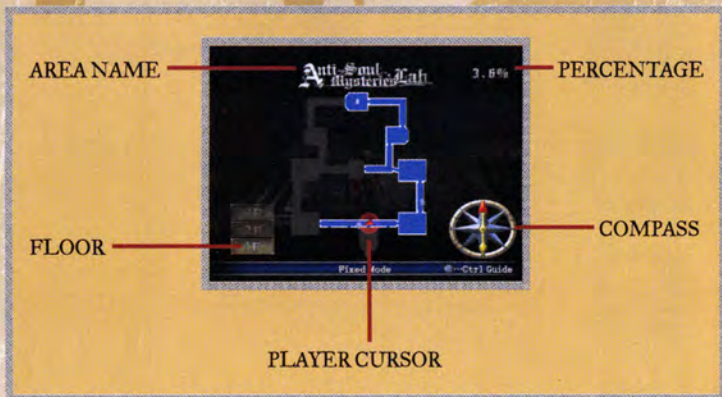 AREA NAME
Anti-Soul
Mysteries Lab
3.6%
PERCENTAGE
FLOOR
COMPASS
Fixed Mode
Ctrl Guide
PLAYER CURSOR